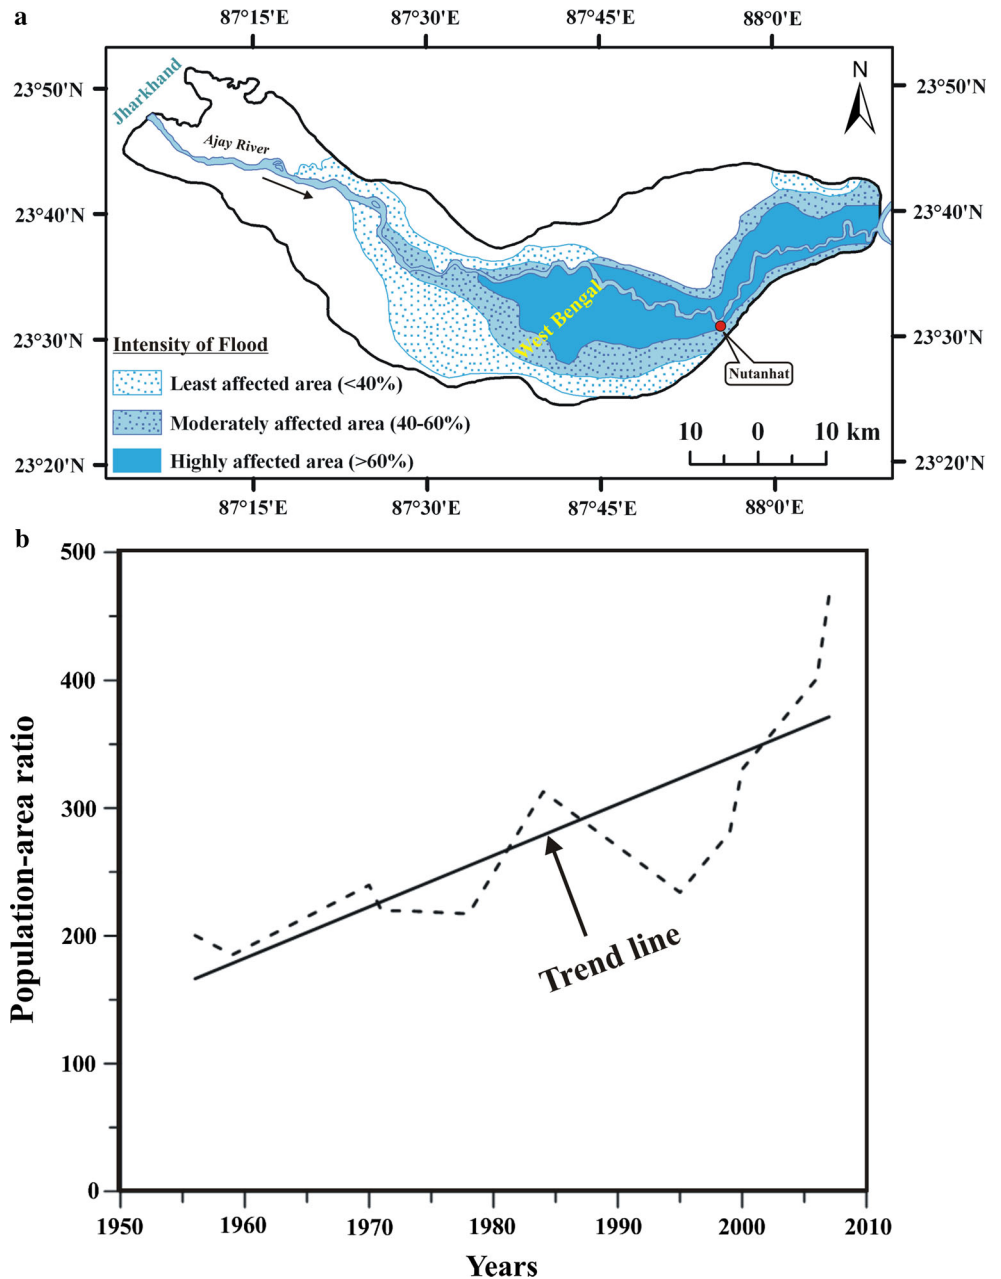 a
87°15'E 87°30'E 87°45'E 88°0'E
23°50'N 23°50'N
Jharkhand
N
Ajay River
23°40'N 23°40'N
West Bengal
23°30'N 23°30'N
Nutanhat
Intensity of Flood
Least affected area (<40%)
Moderately affected area (40-60%)
Highly affected area (>60%)
10 0 10 km
23°20'N 23°20'N
87°15'E 87°30'E 87°45'E 88°0'E
b
500
400
300
200
100
0
Population-area ratio
Trend line
1950 1960 1970 1980 1990 2000 2010
Years